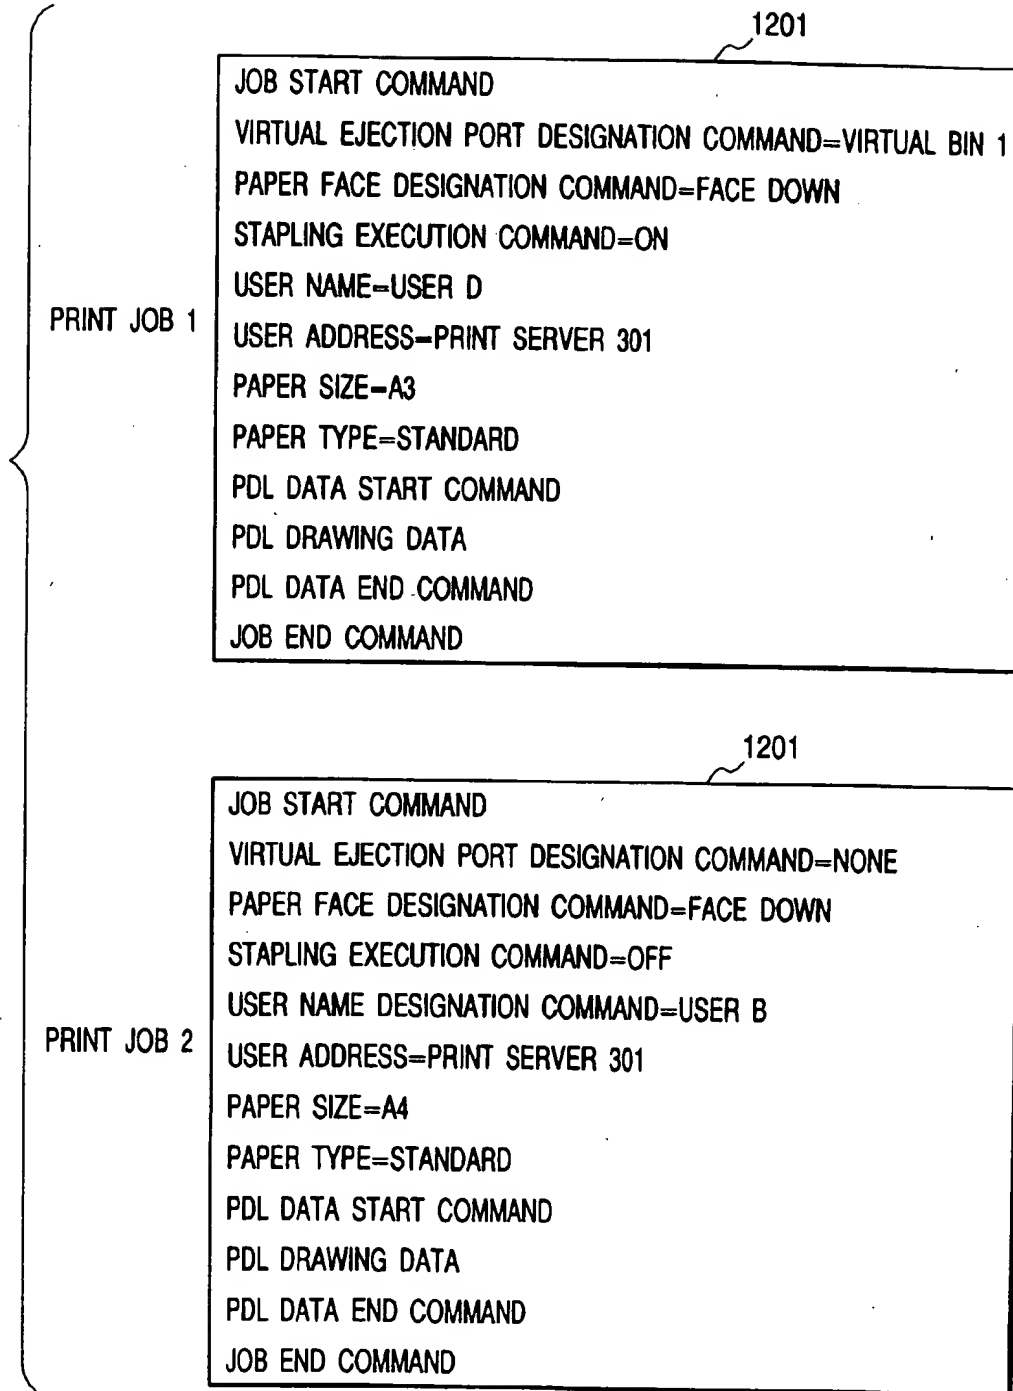 1201
JOB START COMMAND
VIRTUAL EJECTION PORT DESIGNATION COMMAND=VIRTUAL BIN 1
PAPER FACE DESIGNATION COMMAND=FACE DOWN
STAPLING EXECUTION COMMAND=ON
USER NAME=USER D
PRINT JOB 1
USER ADDRESS=PRINT SERVER 301
PAPER SIZE=A3
PAPER TYPE=STANDARD
PDL DATA START COMMAND
PDL DRAWING DATA
PDL DATA END COMMAND
JOB END COMMAND
1201
JOB START COMMAND
VIRTUAL EJECTION PORT DESIGNATION COMMAND=NONE
PAPER FACE DESIGNATION COMMAND=FACE DOWN
STAPLING EXECUTION COMMAND=OFF
USER NAME DESIGNATION COMMAND=USER B
PRINT JOB 2
USER ADDRESS=PRINT SERVER 301
PAPER SIZE=A4
PAPER TYPE=STANDARD
PDL DATA START COMMAND
PDL DRAWING DATA
PDL DATA END COMMAND
JOB END COMMAND